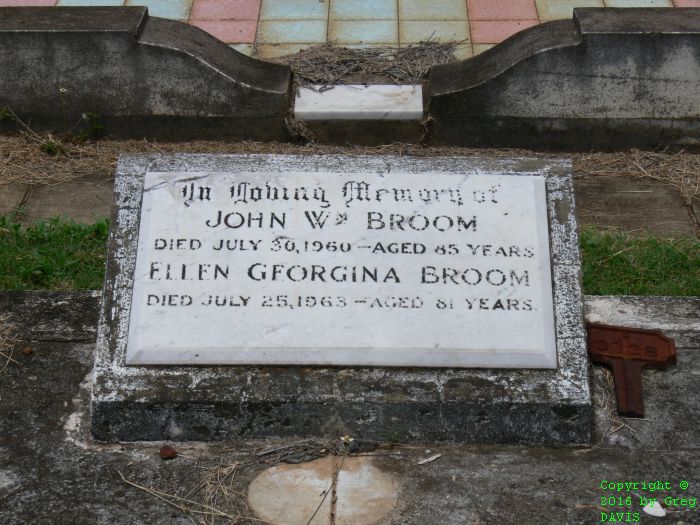 In Loving Memory of
JOHN Wᴹ BROOM
DIED JULY 30, 1960 – AGED 85 YEARS
ELLEN GEORGINA BROOM
DIED JULY 25, 1963 – AGED 81 YEARS.
Copyright ©
2016 by Greg
DAVIS